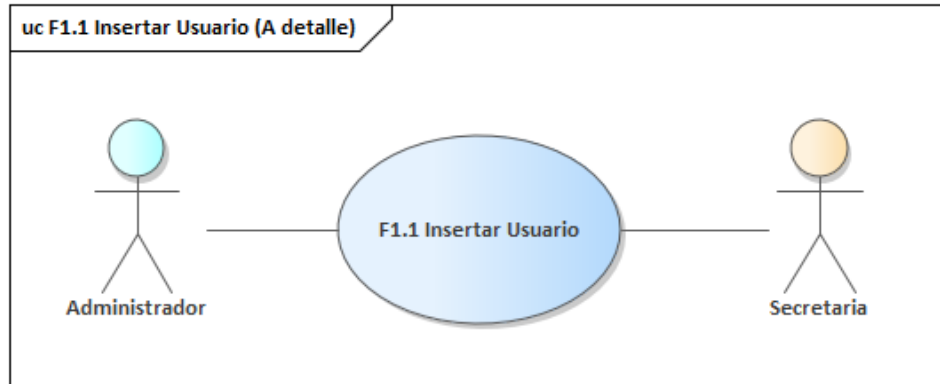 uc F1.1 Insertar Usuario (A detalle)
F1.1 Insertar Usuario
Administrador
Secretaria